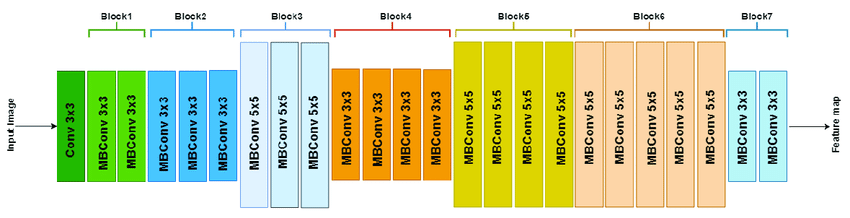 Block1
Block2
Block3
Block4
Block5
Block6
Block7
Input image
Conv 3x3
MBConv 3x3
MBConv 3x3
MBConv 3x3
MBConv 3x3
MBConv 3x3
MBConv 5x5
MBConv 5x5
MBConv 5x5
MBConv 3x3
MBConv 3x3
MBConv 3x3
MBConv 3x3
MBConv 5x5
MBConv 5x5
MBConv 5x5
MBConv 5x5
MBConv 5x5
MBConv 5x5
MBConv 5x5
MBConv 5x5
MBConv 5x5
MBConv 3x3
MBConv 3x3
Feature map